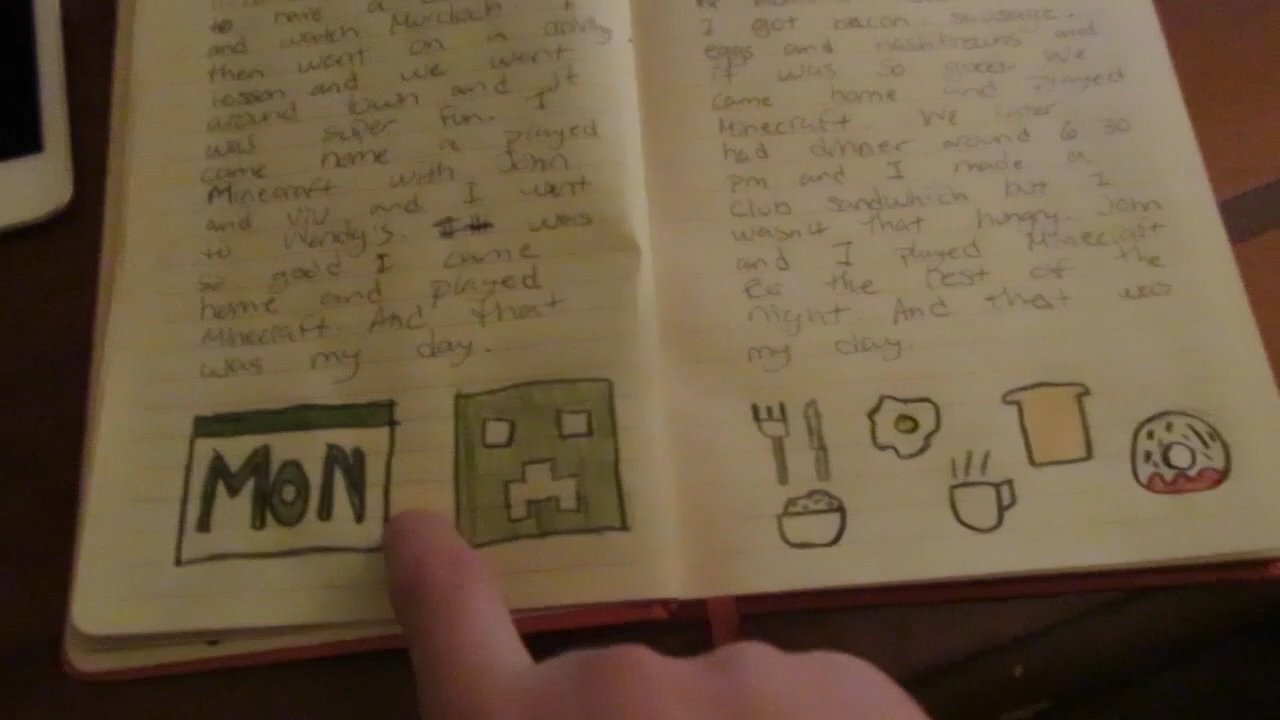 to have a
and watch Murdoch +
then went on a driving
lesson and we went
around town and it
was super fun. I
came home a played
Minecraft with John
and Viv and I went
to Wendy's. was
so good I came
home and played
Minecraft. And that
was my day.
MON
I got bacon sausage.
eggs and hashbrowns and
it was so good. We
came home and played
Minecraft. We later
had dinner around 6 30
pm and I made a
club sandwhich but I
wasn't that hungry. John
and I played Minecraft
the rest of the
night And that was
my day.